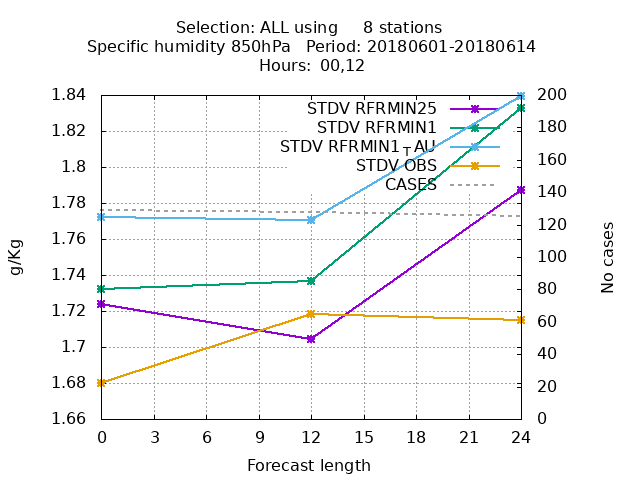 Selection: ALL using     8 stations
Specific humidity 850hPa   Period: 20180601-20180614
Hours:  00,12
1.84
1.82
1.8
1.78
1.76
1.74
1.72
1.7
1.68
1.66
g/Kg
STDV RFRMIN25
STDV RFRMIN1
STDV RFRMIN1_TAU
STDV OBS
CASES
200
180
160
140
120
100
80
60
40
20
0
No cases
0 3 6 9 12 15 18 21 24
Forecast length